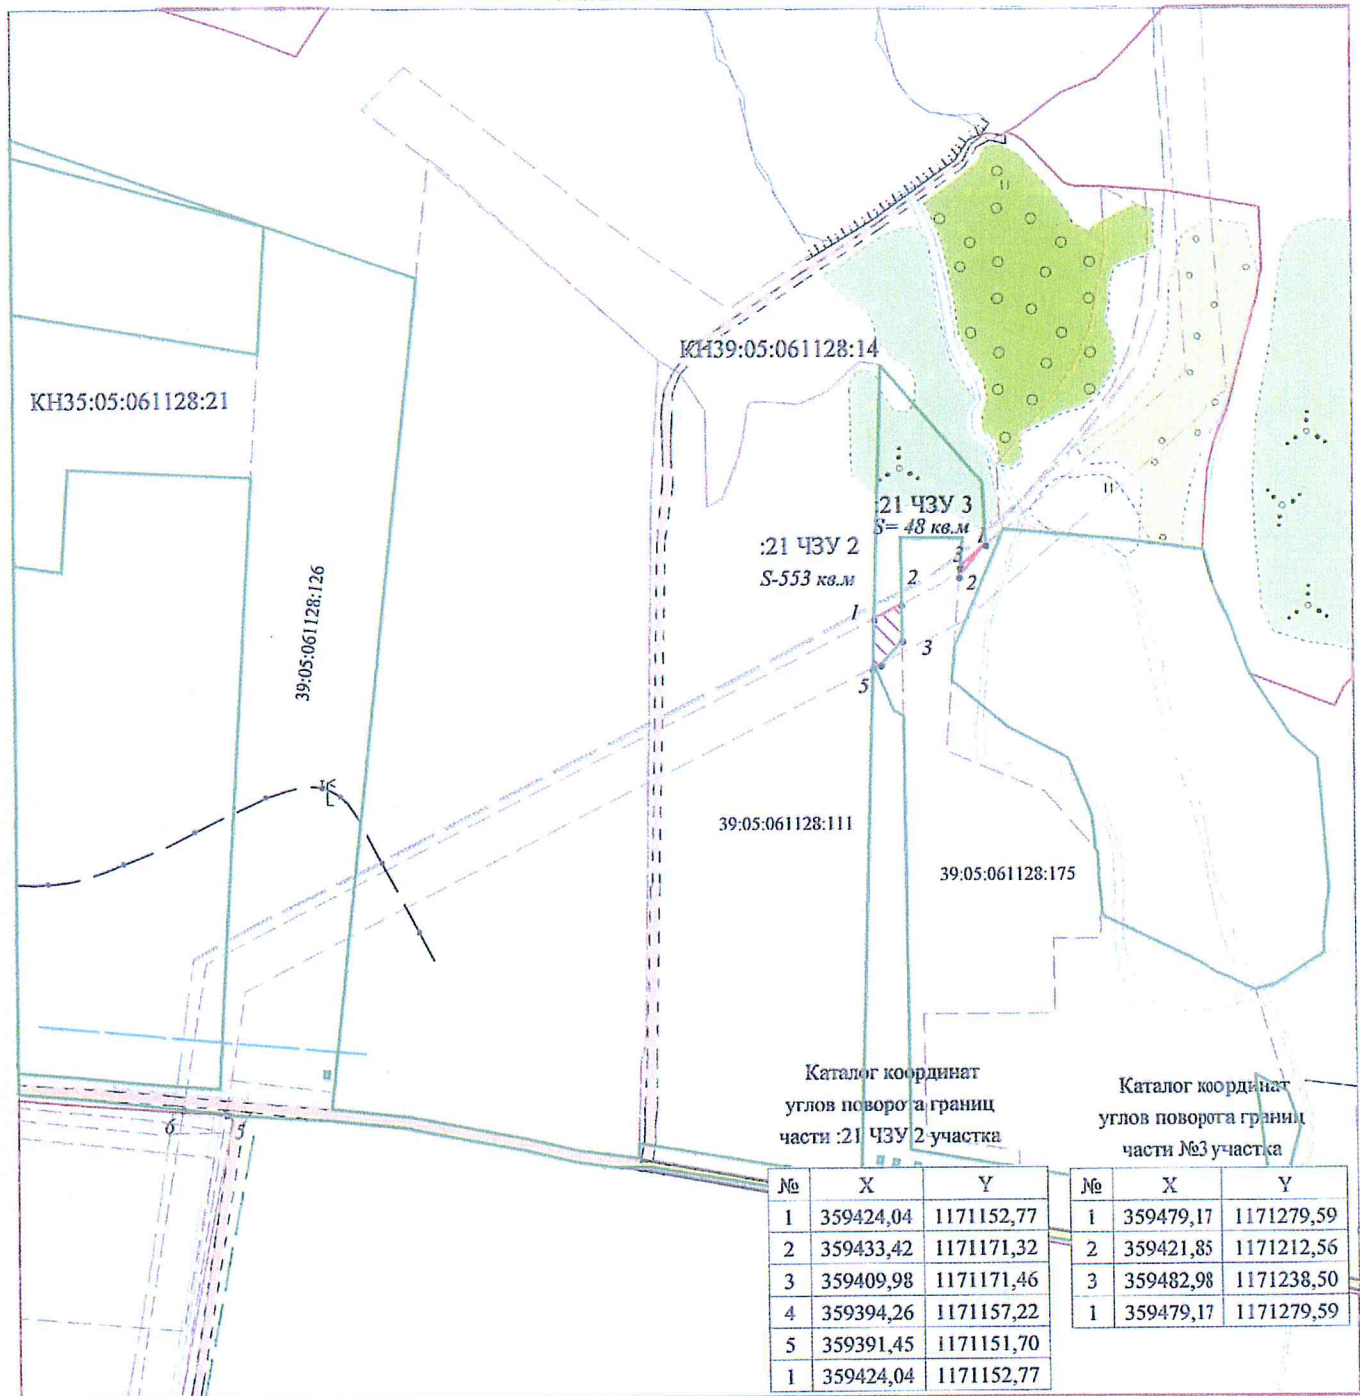 КН39:05:061128:14
КН35:05:061128:21
:21 ЧЗУ 3
S= 48 кв.м
:21 ЧЗУ 2
S-553 кв.м
1
3
2
2
1
3
5
39:05:061128:126
39:05:061128:111
39:05:061128:175
6
5
Каталог координат
углов поворота границ
части :21 ЧЗУ 2 участка
№ X Y
1 359424,04 1171152,77
2 359433,42 1171171,32
3 359409,98 1171171,46
4 359394,26 1171157,22
5 359391,45 1171151,70
1 359424,04 1171152,77
Каталог координат
углов поворота границ
части №3 участка
№ X Y
1 359479,17 1171279,59
2 359421,85 1171212,56
3 359482,98 1171238,50
1 359479,17 1171279,59